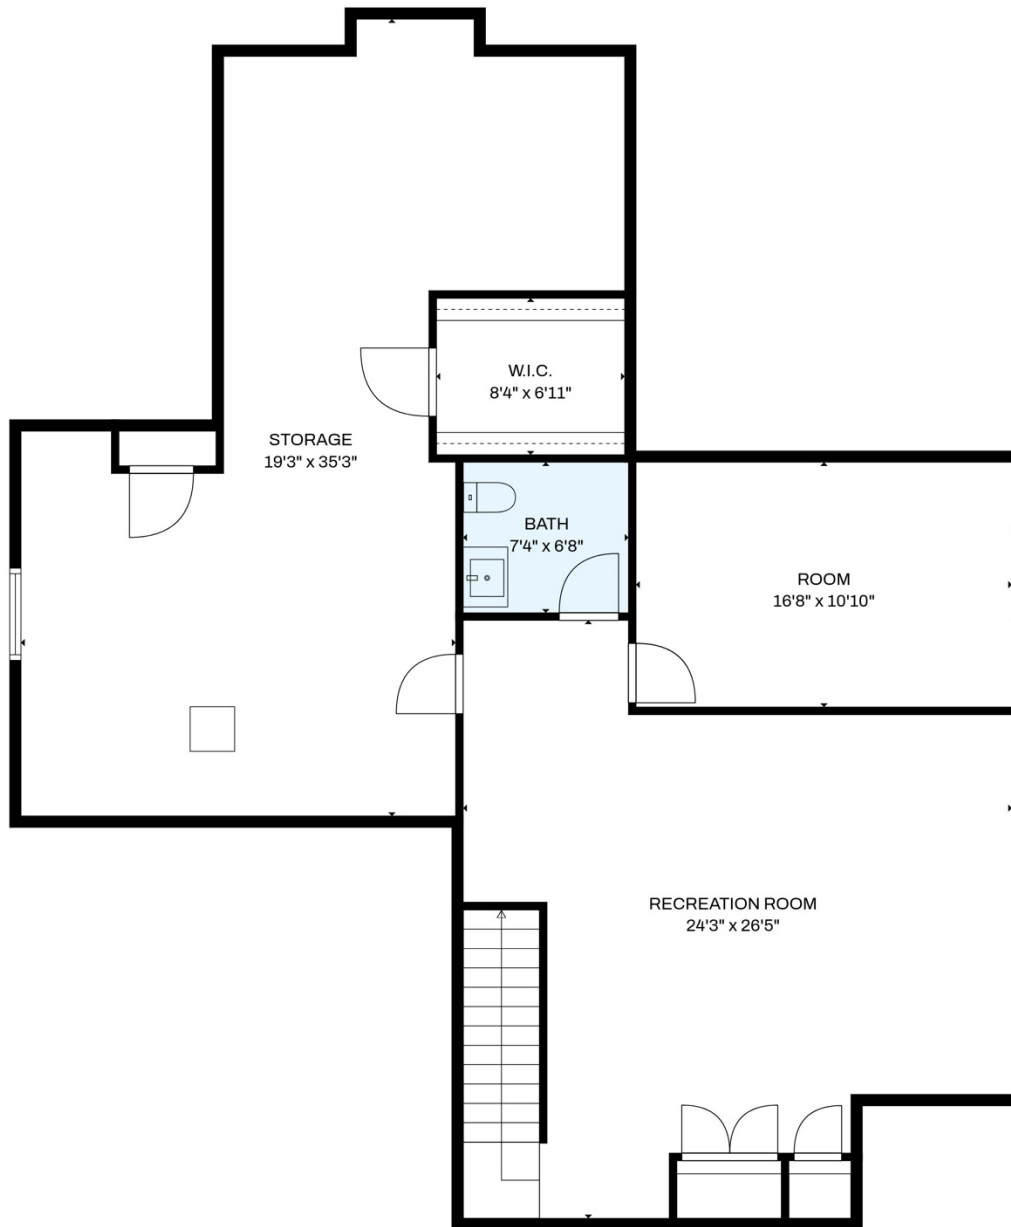 W.I.C.
8'4" x 6'11"
STORAGE
19'3" x 35'3"
BATH
7'4" x 6'8"
ROOM
16'8" x 10'10"
RECREATION ROOM
24'3" x 26'5"